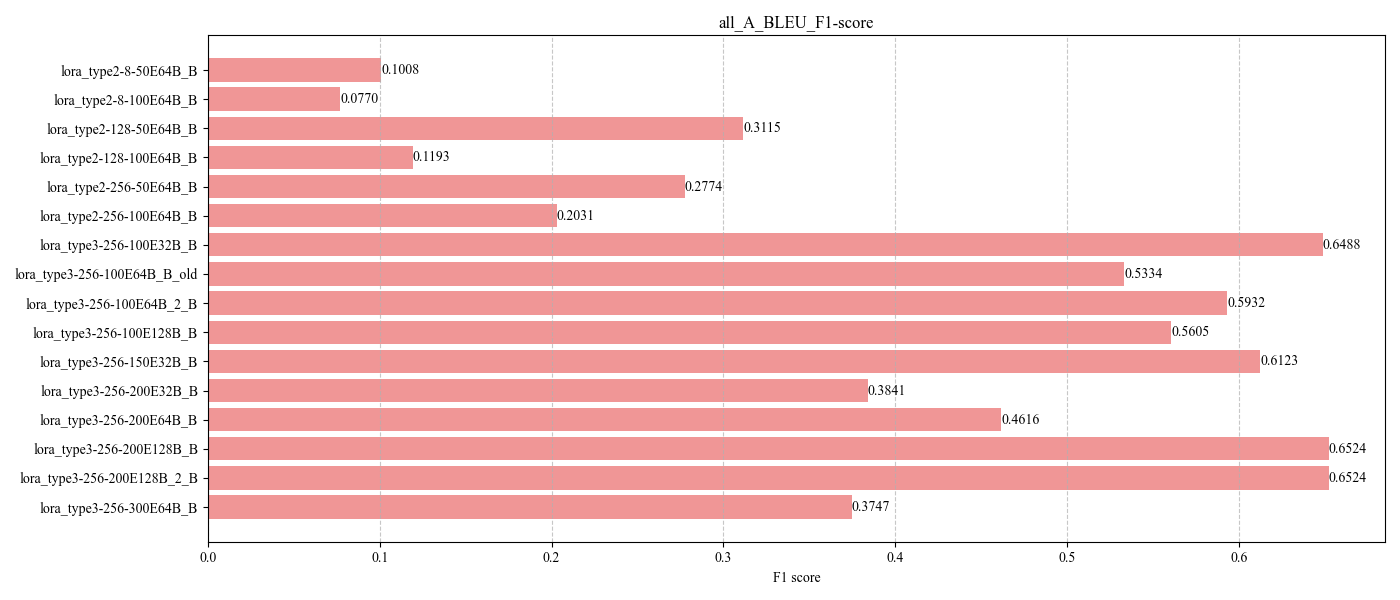 all_A_BLEU_F1-score
lora_type2-8-50E64B_B 0.1008
lora_type2-8-100E64B_B 0.0770
lora_type2-128-50E64B_B 0.3115
lora_type2-128-100E64B_B 0.1193
lora_type2-256-50E64B_B 0.2774
lora_type2-256-100E64B_B 0.2031
lora_type3-256-100E32B_B 0.6488
lora_type3-256-100E64B_B_old 0.5334
lora_type3-256-100E64B_2_B 0.5932
lora_type3-256-100E128B_B 0.5605
lora_type3-256-150E32B_B 0.6123
lora_type3-256-200E32B_B 0.3841
lora_type3-256-200E64B_B 0.4616
lora_type3-256-200E128B_B 0.6524
lora_type3-256-200E128B_2_B 0.6524
lora_type3-256-300E64B_B 0.3747
0.0 0.1 0.2 0.3 0.4 0.5 0.6
F1 score